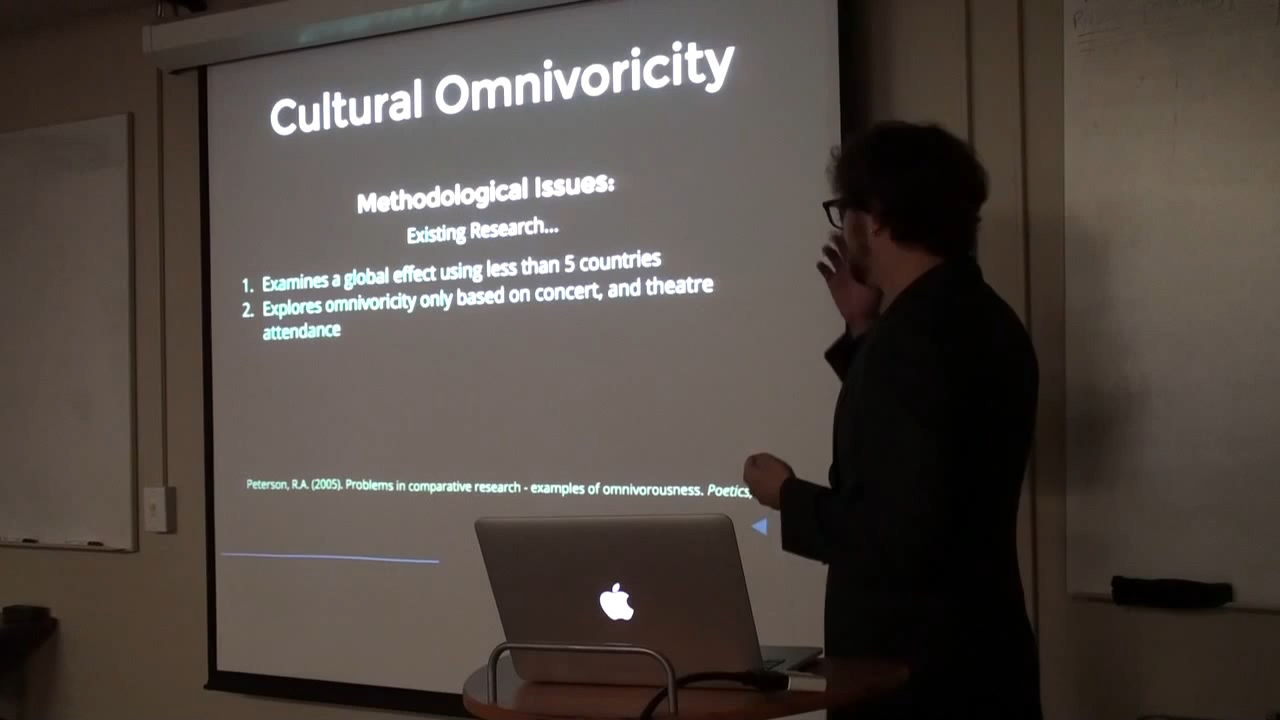 Cultural Omnivoricity
Methodological Issues:
Existing Research...
1. Examines a global effect using less than 5 countries
2. Explores omnivoricity only based on concert, and theatre
attendance
Peterson, R.A. (2005). Problems in comparative research - examples of omnivorousness. Poetics,